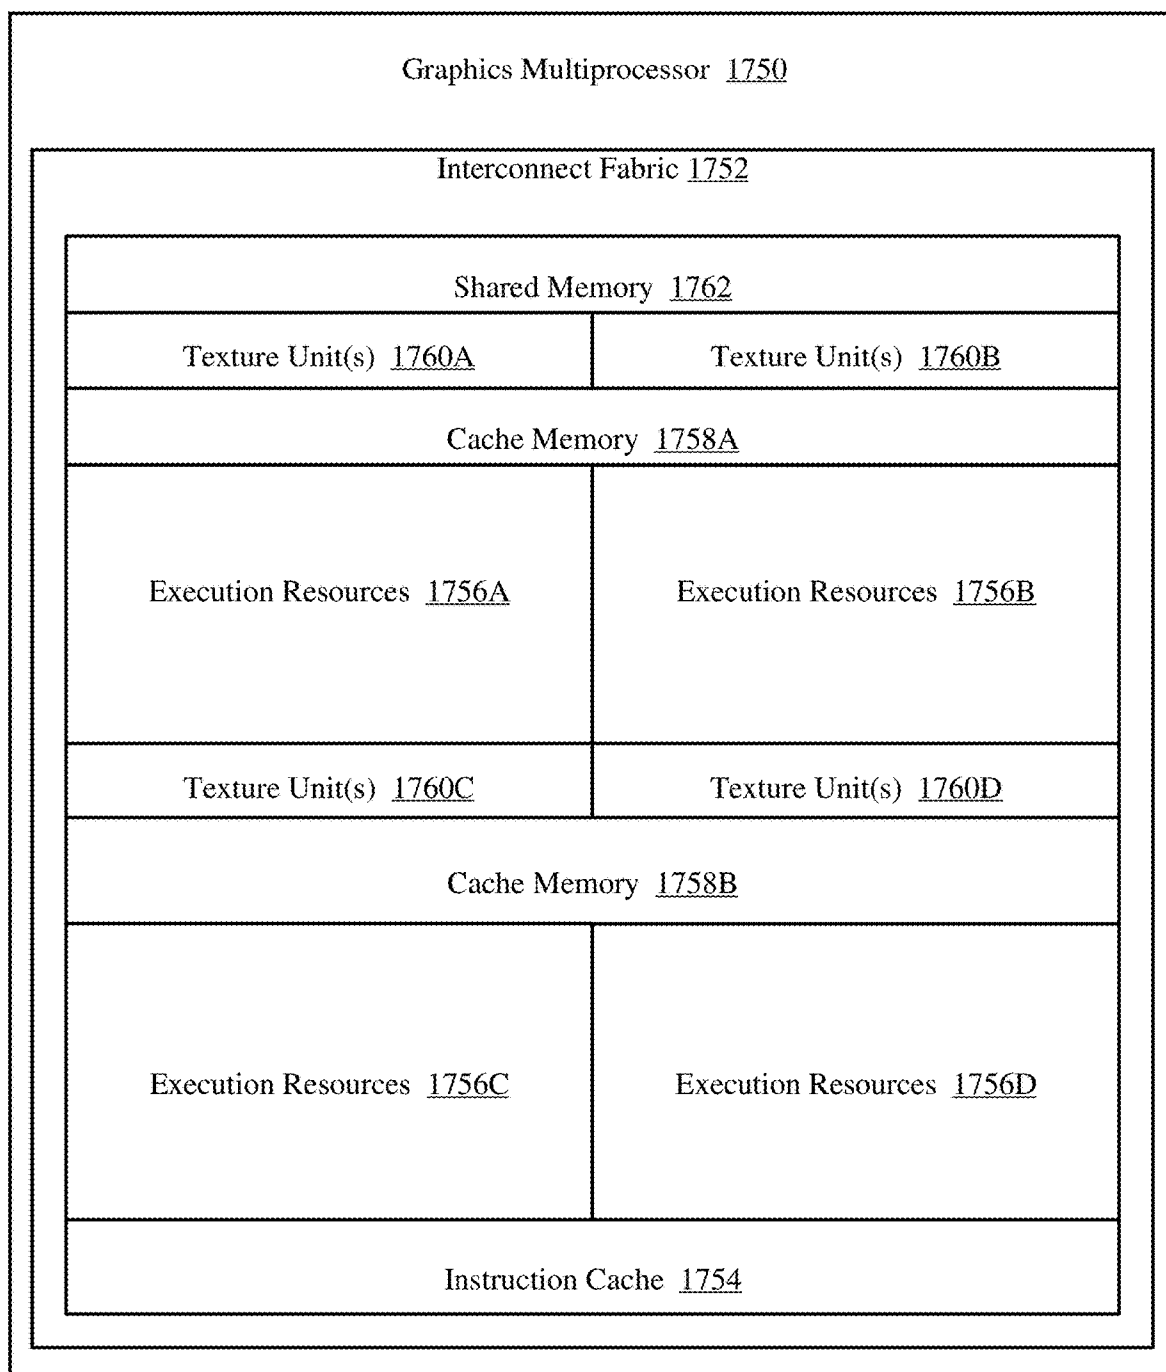 Graphics Multiprocessor 1750
Interconnect Fabric 1752
Shared Memory 1762
Texture Unit(s) 1760A
Texture Unit(s) 1760B
Cache Memory 1758A
Execution Resources 1756A
Execution Resources 1756B
Texture Unit(s) 1760C
Texture Unit(s) 1760D
Cache Memory 1758B
Execution Resources 1756C
Execution Resources 1756D
Instruction Cache 1754